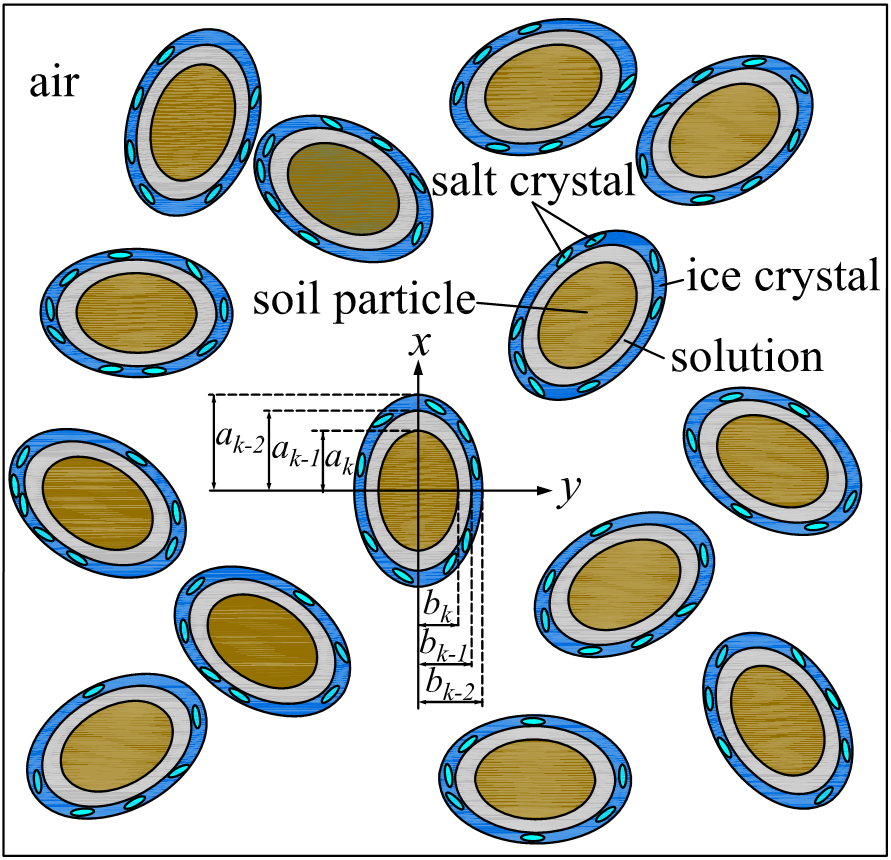 air
salt crystal
ice crystal
soil particle
solution
x
a_{k-2}
a_{k-1}
a_k
y
b_k
b_{k-1}
b_{k-2}